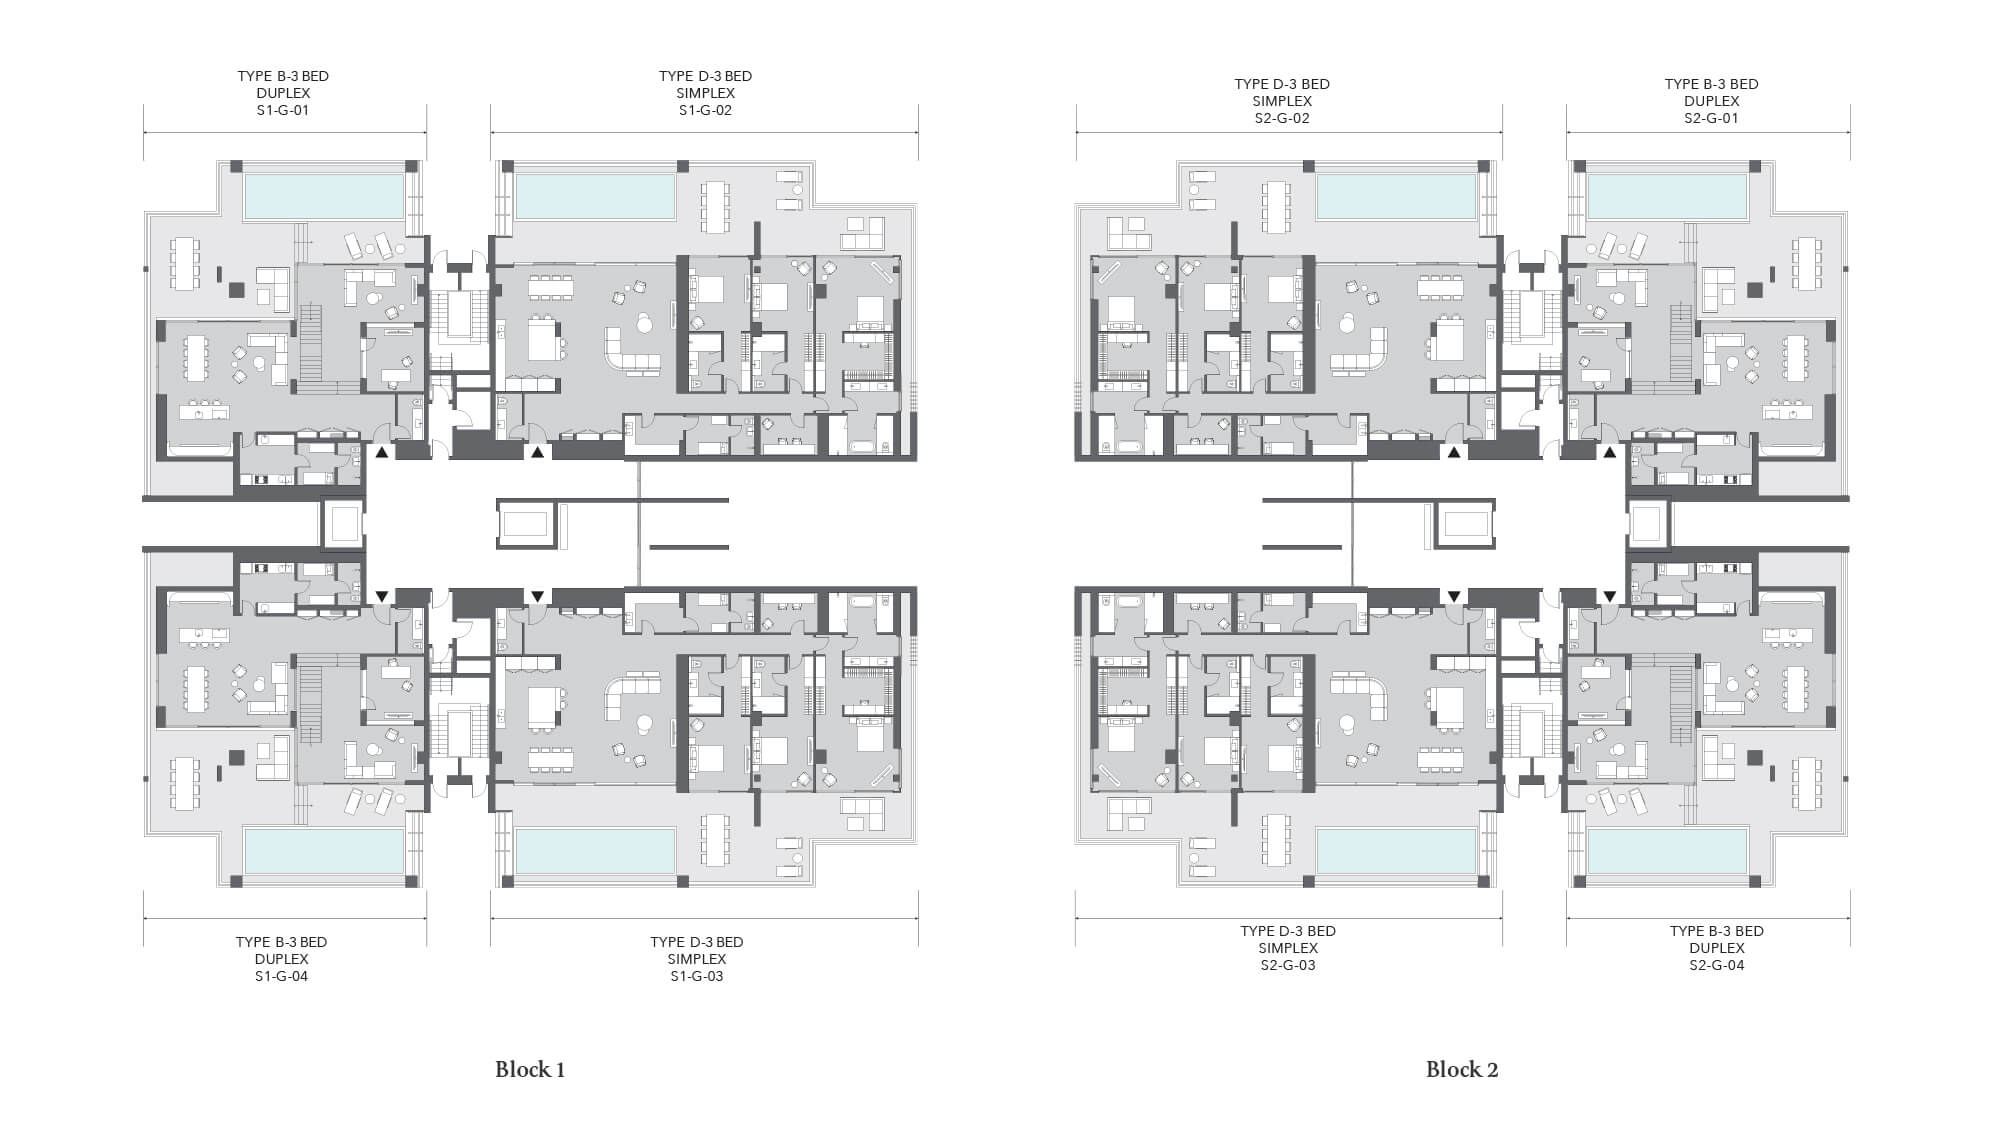 TYPE B-3 BED
DUPLEX
S1-G-01
TYPE D-3 BED
SIMPLEX
S1-G-02
TYPE D-3 BED
SIMPLEX
S2-G-02
TYPE B-3 BED
DUPLEX
S2-G-01
TYPE B-3 BED
DUPLEX
S1-G-04
TYPE D-3 BED
SIMPLEX
S1-G-03
TYPE D-3 BED
SIMPLEX
S2-G-03
TYPE B-3 BED
DUPLEX
S2-G-04
Block 1
Block 2